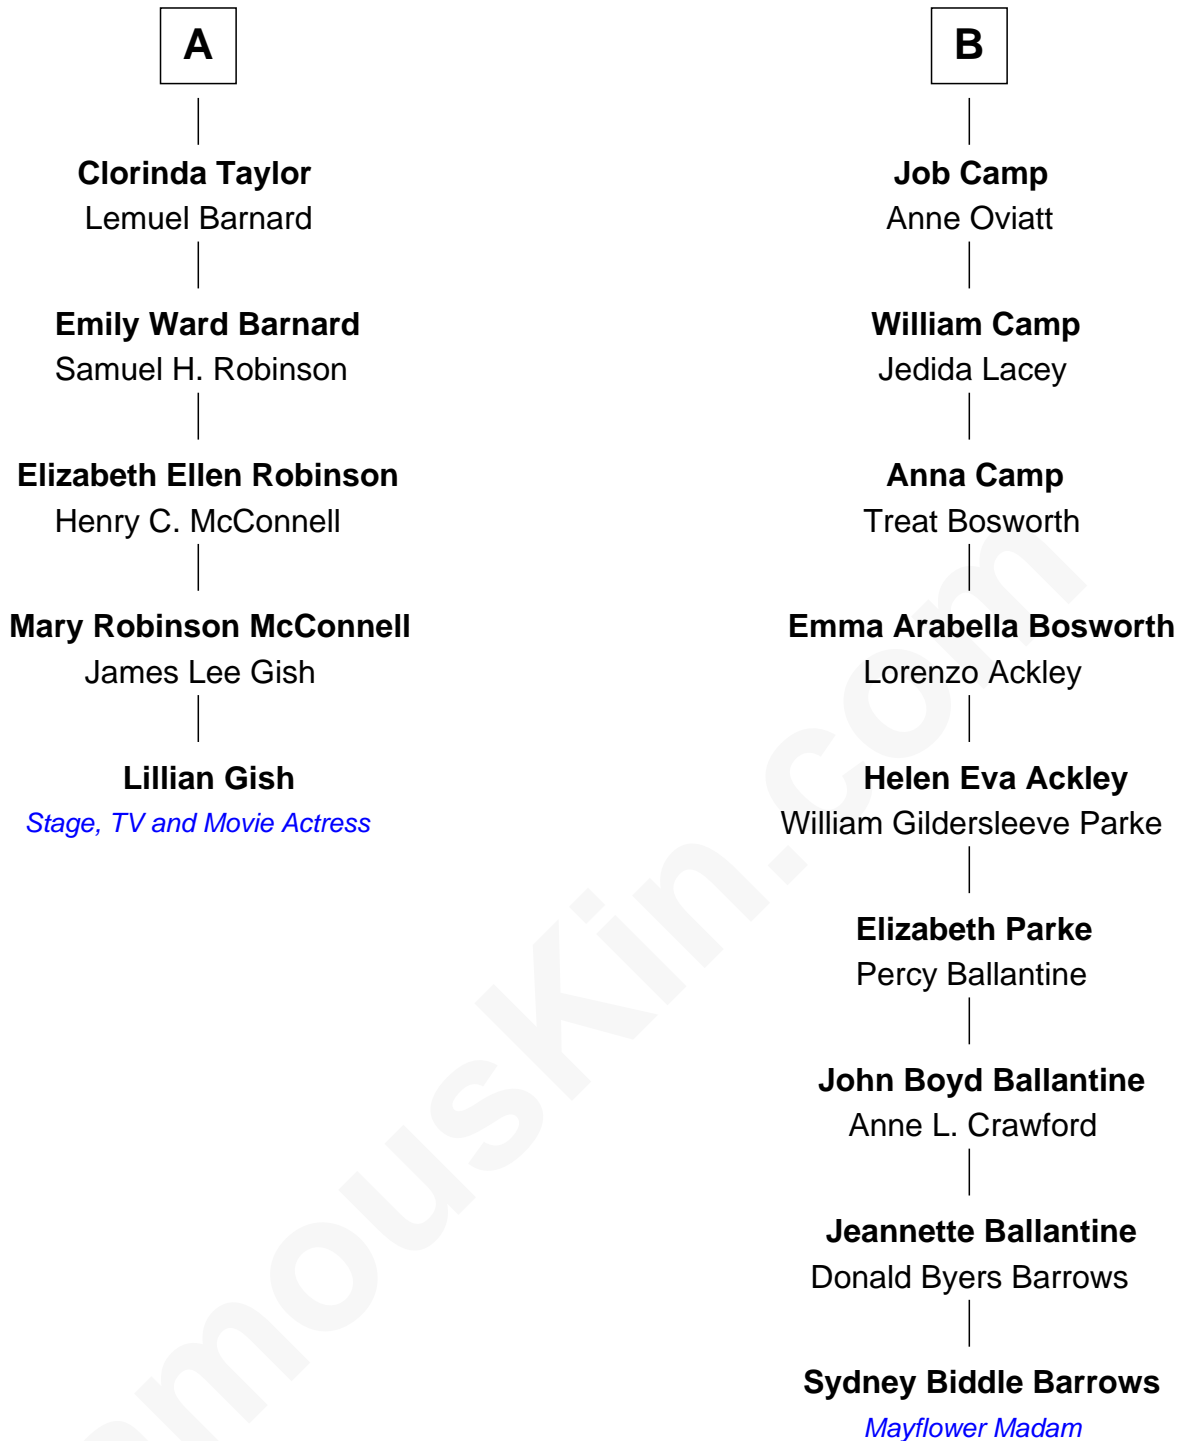 A
Clorinda Taylor
Lemuel Barnard
Emily Ward Barnard
Samuel H. Robinson
Elizabeth Ellen Robinson
Henry C. McConnell
Mary Robinson McConnell
James Lee Gish
Lillian Gish
Stage, TV and Movie Actress
B
Job Camp
Anne Oviatt
William Camp
Jedida Lacey
Anna Camp
Treat Bosworth
Emma Arabella Bosworth
Lorenzo Ackley
Helen Eva Ackley
William Gildersleeve Parke
Elizabeth Parke
Percy Ballantine
John Boyd Ballantine
Anne L. Crawford
Jeannette Ballantine
Donald Byers Barrows
Sydney Biddle Barrows
Mayflower Madam
amouskin.com